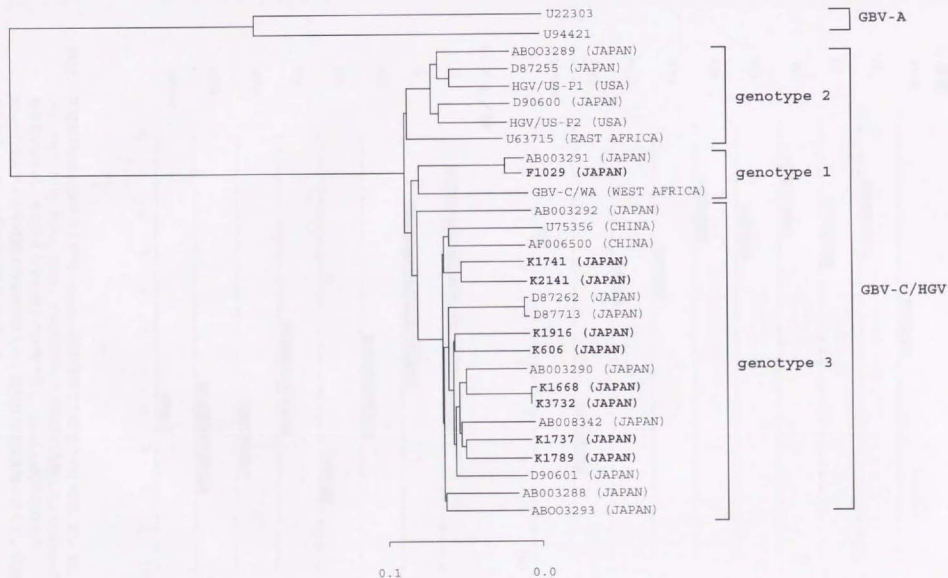 U22303
U94421
GBV-A
ABOO3289 (JAPAN)
D87255 (JAPAN)
HGV/US-P1 (USA)
D90600 (JAPAN)
HGV/US-P2 (USA)
U63715 (EAST AFRICA)
genotype 2
AB003291 (JAPAN)
F1029 (JAPAN)
GBV-C/WA (WEST AFRICA)
genotype 1
AB003292 (JAPAN)
U75356 (CHINA)
AF006500 (CHINA)
K1741 (JAPAN)
K2141 (JAPAN)
D87262 (JAPAN)
D87713 (JAPAN)
K1916 (JAPAN)
K606 (JAPAN)
AB003290 (JAPAN)
K1668 (JAPAN)
K3732 (JAPAN)
AB008342 (JAPAN)
K1737 (JAPAN)
K1789 (JAPAN)
D90601 (JAPAN)
AB003288 (JAPAN)
ABOO3293 (JAPAN)
genotype 3
GBV-C/HGV
0.1 0.0